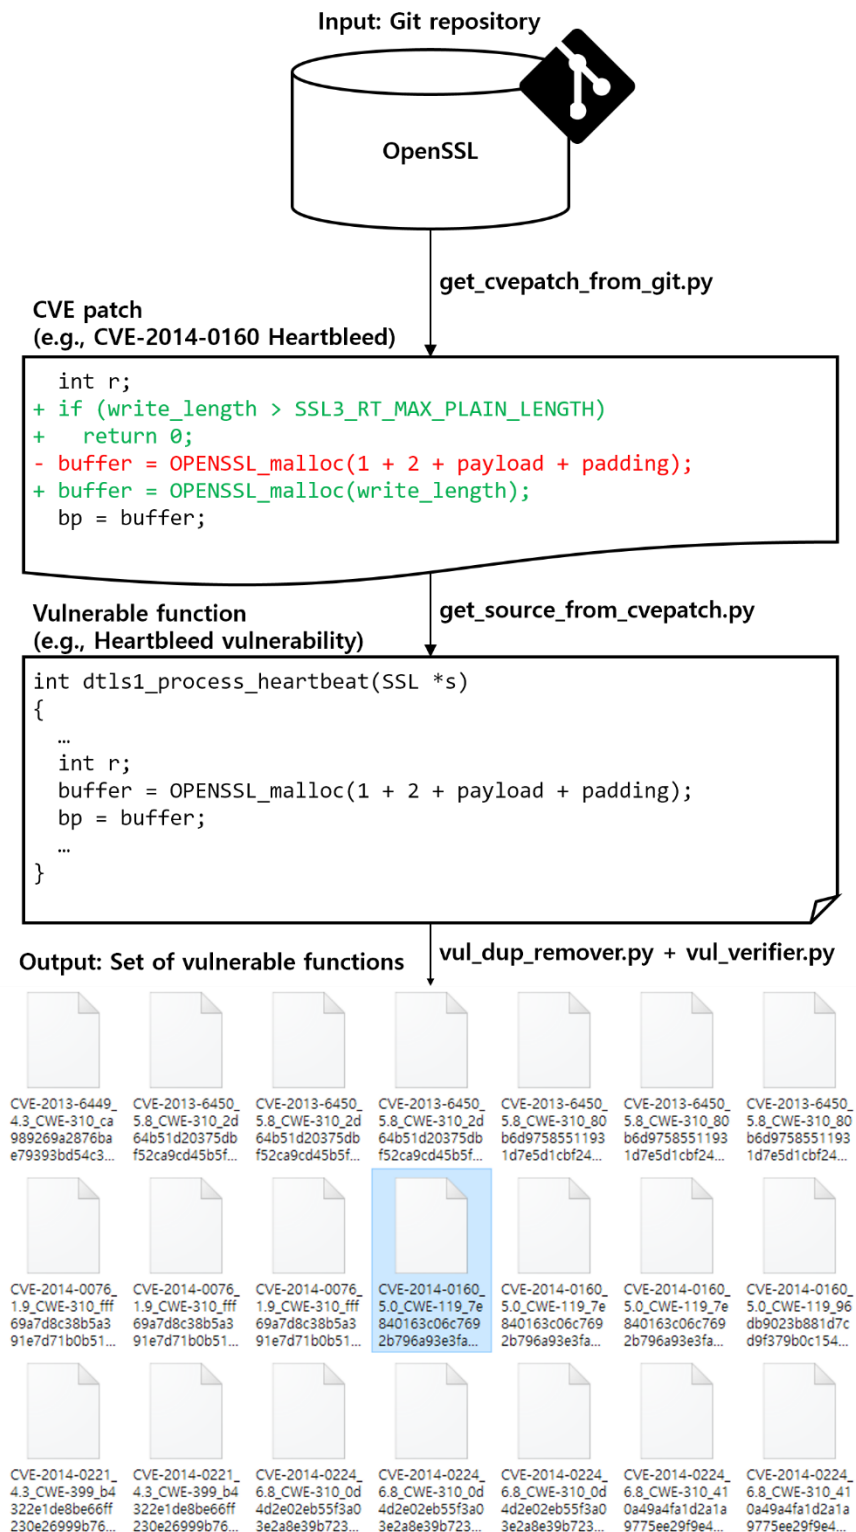 Input: Git repository
OpenSSL
get_cvepatch_from_git.py
CVE patch
(e.g., CVE-2014-0160 Heartbleed)
int r;
+ if (write_length > SSL3_RT_MAX_PLAIN_LENGTH)
+ return 0;
- buffer = OPENSSL_malloc(1 + 2 + payload + padding);
+ buffer = OPENSSL_malloc(write_length);
bp = buffer;
get_source_from_cvepatch.py
Vulnerable function
(e.g., Heartbleed vulnerability)
int dtls1_process_heartbeat(SSL *s)
{
…
int r;
buffer = OPENSSL_malloc(1 + 2 + payload + padding);
bp = buffer;
…
}
vul_dup_remover.py + vul_verifier.py
Output: Set of vulnerable functions
CVE-2013-6449_
4.3_CWE-310_ca
989269a2876ba
e79393bd54c3...
CVE-2013-6450_
5.8_CWE-310_2d
64b51d20375db
f52ca9cd45b5f...
CVE-2013-6450_
5.8_CWE-310_2d
64b51d20375db
f52ca9cd45b5f...
CVE-2013-6450_
5.8_CWE-310_2d
64b51d20375db
f52ca9cd45b5f...
CVE-2013-6450_
5.8_CWE-310_80
b6d9758551193
1d7e5d1cbf24...
CVE-2013-6450_
5.8_CWE-310_80
b6d9758551193
1d7e5d1cbf24...
CVE-2013-6450_
5.8_CWE-310_80
b6d9758551193
1d7e5d1cbf24...
CVE-2014-0076_
1.9_CWE-310_fff
69a7d8c38b5a3
91e7d71b0b51...
CVE-2014-0076_
1.9_CWE-310_fff
69a7d8c38b5a3
91e7d71b0b51...
CVE-2014-0076_
1.9_CWE-310_fff
69a7d8c38b5a3
91e7d71b0b51...
CVE-2014-0160_
5.0_CWE-119_7e
840163c06c769
2b796a93e3fa...
CVE-2014-0160_
5.0_CWE-119_7e
840163c06c769
2b796a93e3fa...
CVE-2014-0160_
5.0_CWE-119_7e
840163c06c769
2b796a93e3fa...
CVE-2014-0160_
5.0_CWE-119_96
db9023b881d7c
d9f379b0c154...
CVE-2014-0221_
4.3_CWE-399_b4
322e1de8be66ff
230e26999b76...
CVE-2014-0221_
4.3_CWE-399_b4
322e1de8be66ff
230e26999b76...
CVE-2014-0224_
6.8_CWE-310_0d
4d2e02eb55f3a0
3e2a8e39b723...
CVE-2014-0224_
6.8_CWE-310_0d
4d2e02eb55f3a0
3e2a8e39b723...
CVE-2014-0224_
6.8_CWE-310_0d
4d2e02eb55f3a0
3e2a8e39b723...
CVE-2014-0224_
6.8_CWE-310_41
0a49a4fa1d2a1a
9775ee29f9e4...
CVE-2014-0224_
6.8_CWE-310_41
0a49a4fa1d2a1a
9775ee29f9e4...